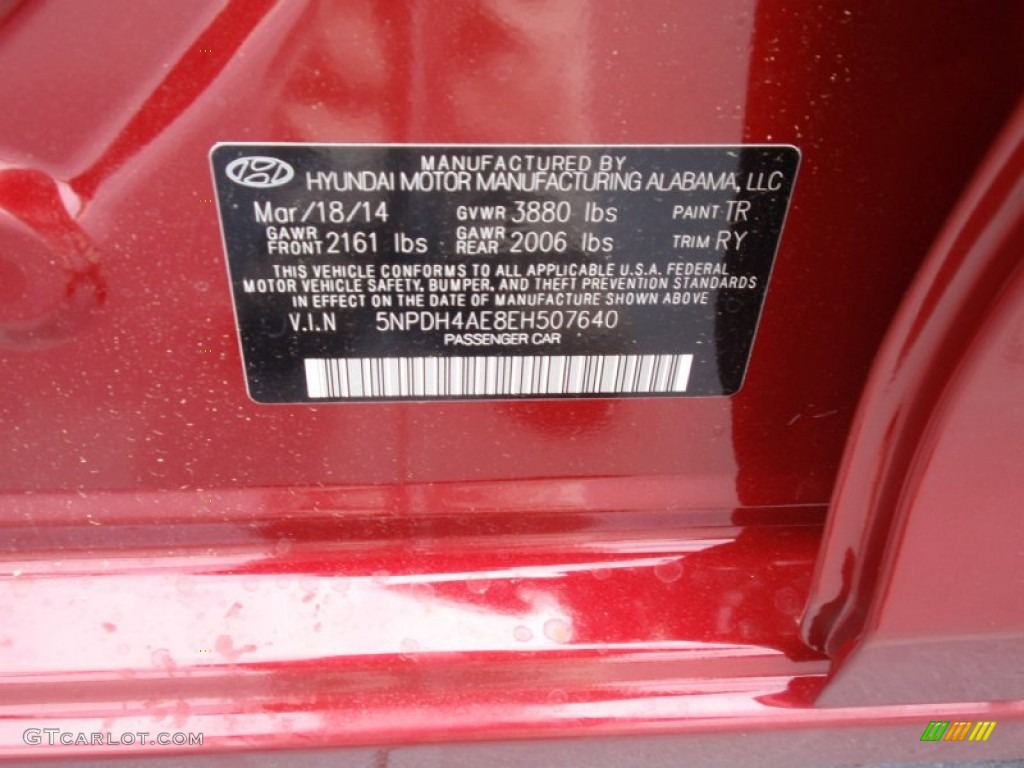 MANUFACTURED BY
HYUNDAI MOTOR MANUFACTURING ALABAMA, LLC
Mar/18/14 GVWR 3880 lbs PAINT TR
GAWR FRONT 2161 lbs GAWR REAR 2006 lbs TRIM RY
THIS VEHICLE CONFORMS TO ALL APPLICABLE U.S.A. FEDERAL
MOTOR VEHICLE SAFETY, BUMPER, AND THEFT PREVENTION STANDARDS
IN EFFECT ON THE DATE OF MANUFACTURE SHOWN ABOVE
V.I.N 5NPDH4AE8EH507640
PASSENGER CAR
GTCarlot.com